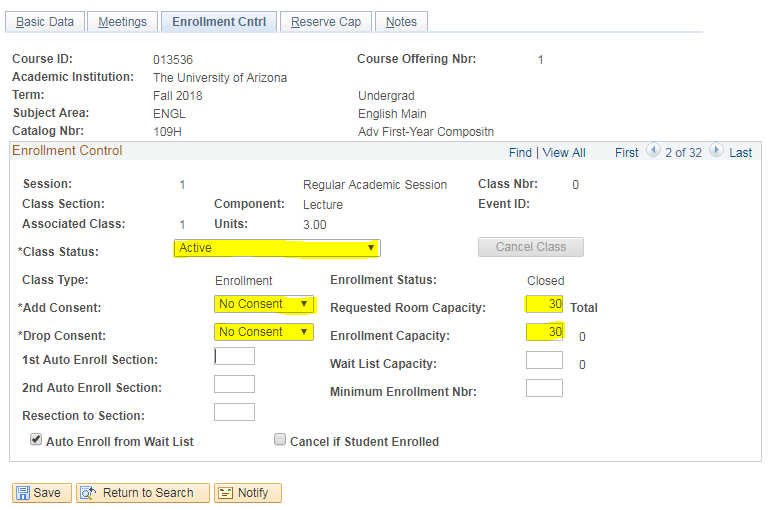 Basic Data Meetings Enrollment Cntrl Reserve Cap Notes
Course ID: 013536 Course Offering Nbr: 1
Academic Institution: The University of Arizona
Term: Fall 2018 Undergrad
Subject Area: ENGL English Main
Catalog Nbr: 109H Adv First-Year Compositn
Enrollment Control Find | View All First 2 of 32 Last
Session: 1 Regular Academic Session Class Nbr: 0
Class Section: Component: Lecture Event ID:
Associated Class: 1 Units: 3.00
*Class Status: Active Cancel Class
Class Type: Enrollment Enrollment Status: Closed
*Add Consent: No Consent Requested Room Capacity: 30 Total
*Drop Consent: No Consent Enrollment Capacity: 30 0
1st Auto Enroll Section: Wait List Capacity: 0
2nd Auto Enroll Section: Minimum Enrollment Nbr:
Resection to Section:
Auto Enroll from Wait List Cancel if Student Enrolled
Save Return to Search Notify